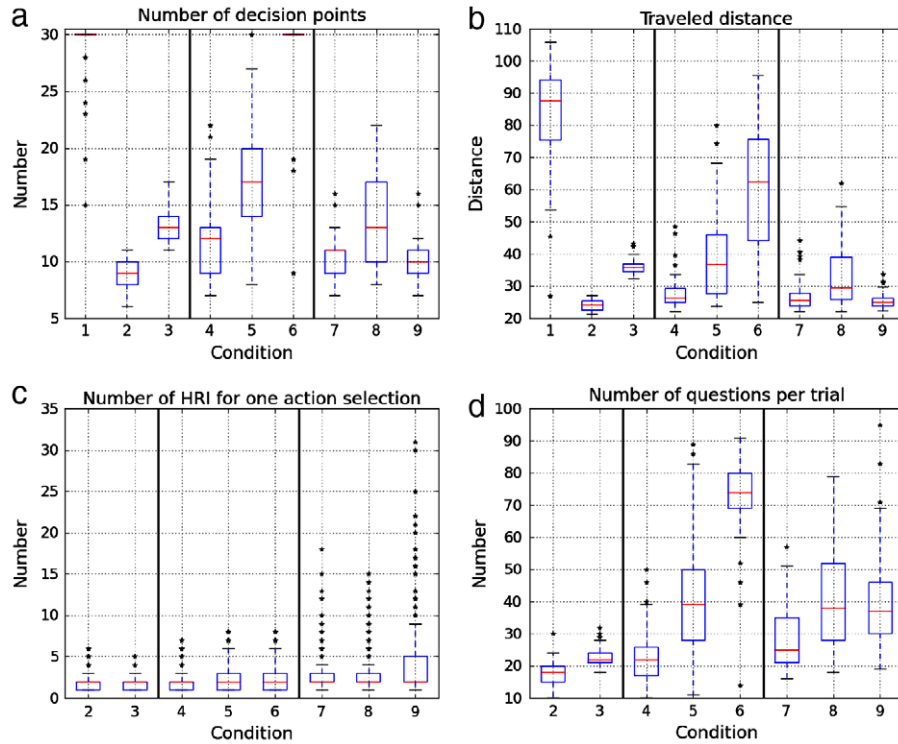 a
Number of decision points
30
25
20
15
10
5
Number
1 2 3 4 5 6 7 8 9
Condition
b
Traveled distance
110
100
90
80
70
60
50
40
30
20
Distance
1 2 3 4 5 6 7 8 9
Condition
c
Number of HRI for one action selection
35
30
25
20
15
10
5
0
Number
2 3 4 5 6 7 8 9
Condition
d
Number of questions per trial
100
90
80
70
60
50
40
30
20
10
Number
2 3 4 5 6 7 8 9
Condition